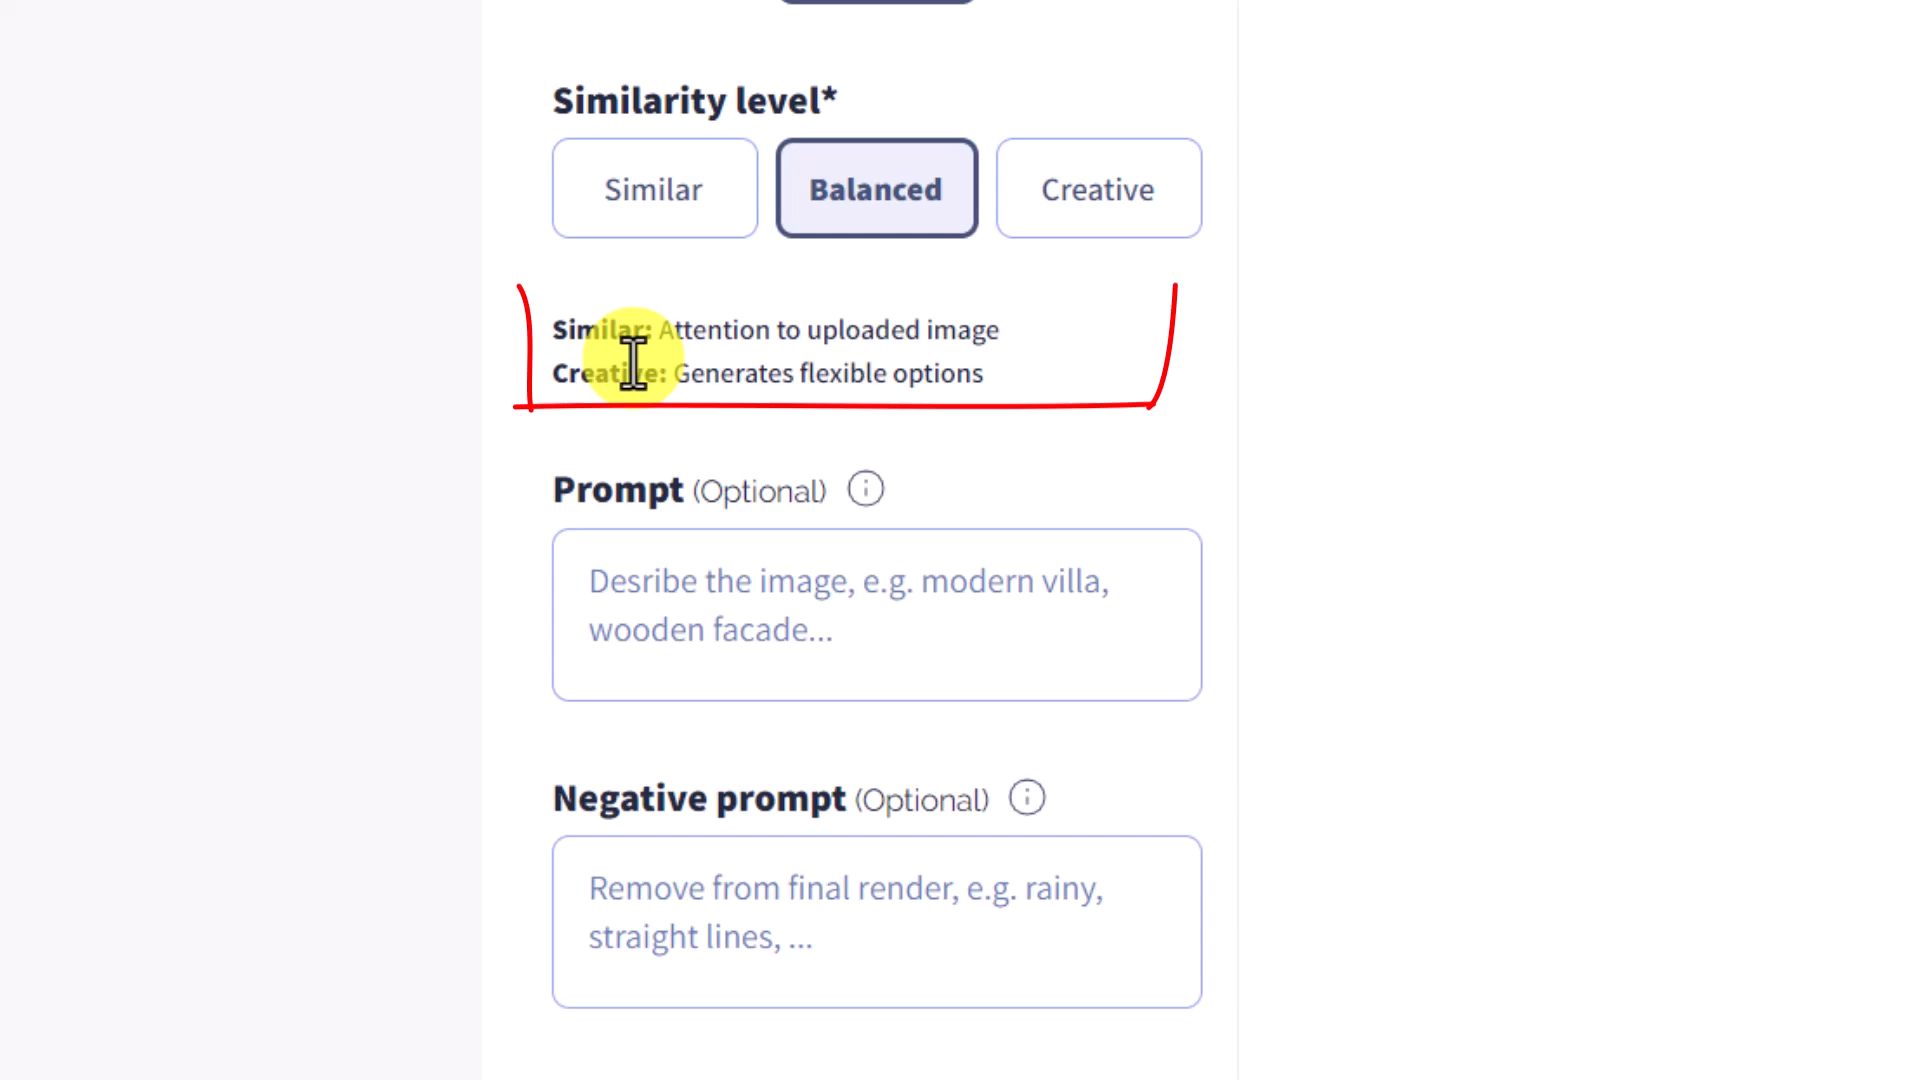 Similarity level*
Similar
Balanced
Creative
Similar: Attention to uploaded image
Creative: Generates flexible options
Prompt (Optional)
Desribe the image, e.g. modern villa,
wooden facade...
Negative prompt (Optional)
Remove from final render, e.g. rainy,
straight lines, ...